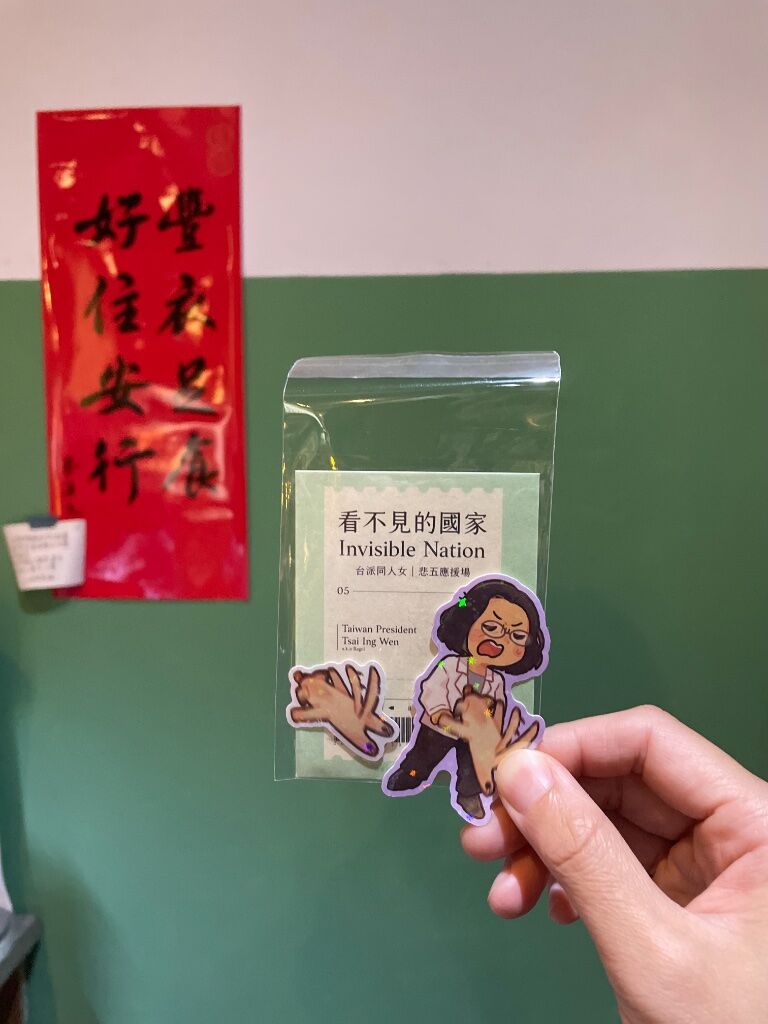 豐衣足食
好住安行
看不見的國家
Invisible Nation
台派同人女｜悲五應援場
05
Taiwan President
Tsai Ing Wen
a.k.a